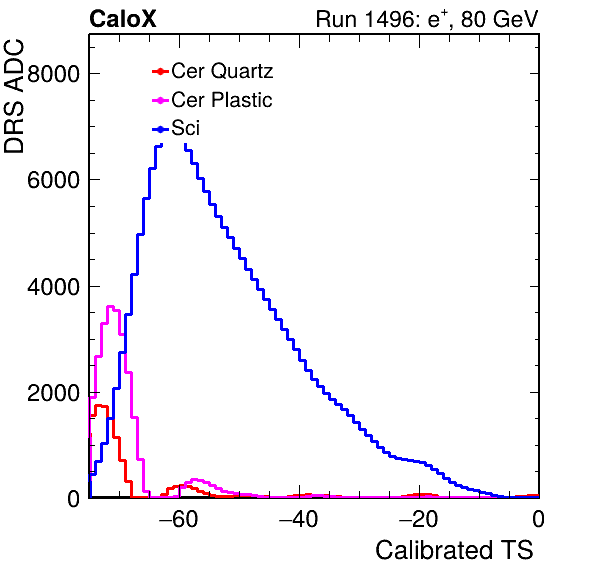 CaloX Run 1496: e⁺, 80 GeV
DRS ADC
8000
6000
4000
2000
0
Cer Quartz
Cer Plastic
Sci
−60 −40 −20 0
Calibrated TS